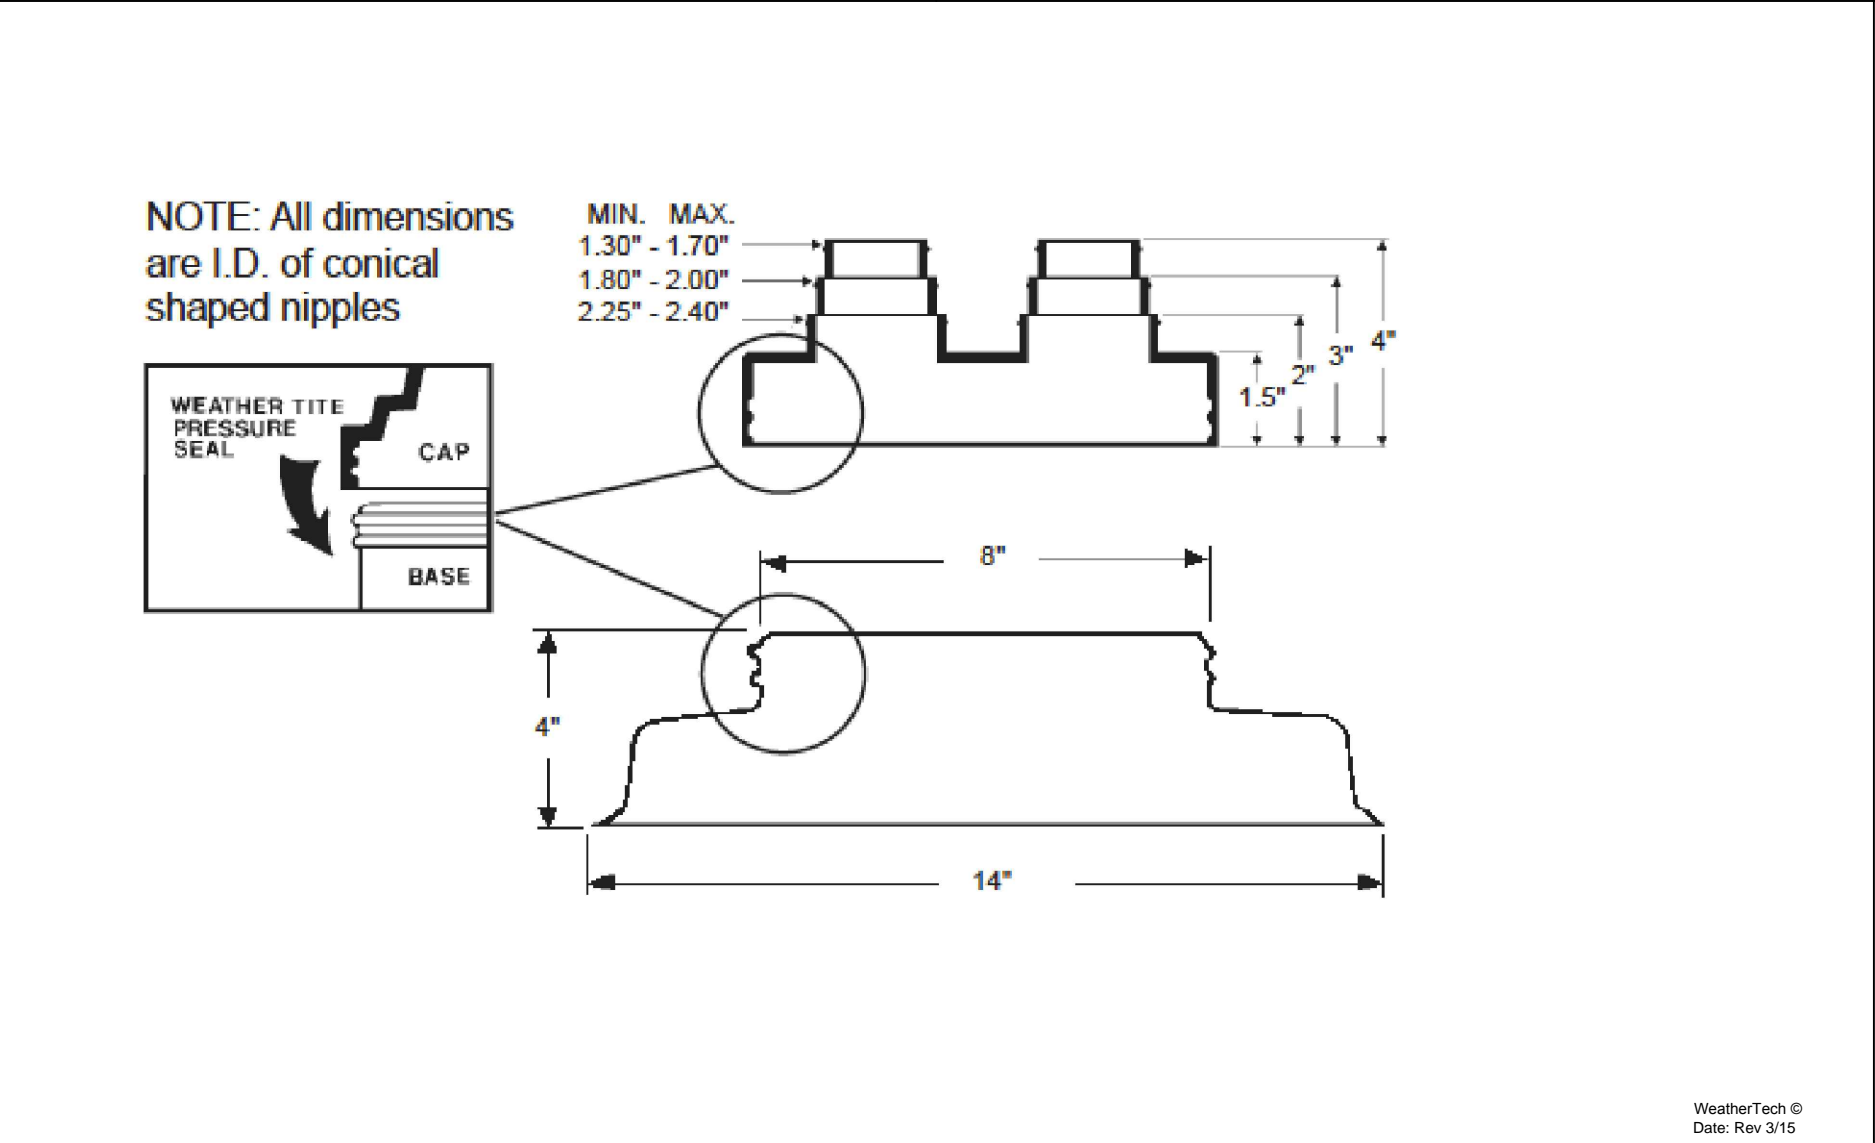 NOTE: All dimensions
are I.D. of conical
shaped nipples
MIN. MAX.
1.30" - 1.70"
1.80" - 2.00"
2.25" - 2.40"
1.5"
2"
3"
4"
WEATHER TITE
PRESSURE
SEAL
CAP
BASE
8"
4"
14"
WeatherTech ©
Date: Rev 3/15